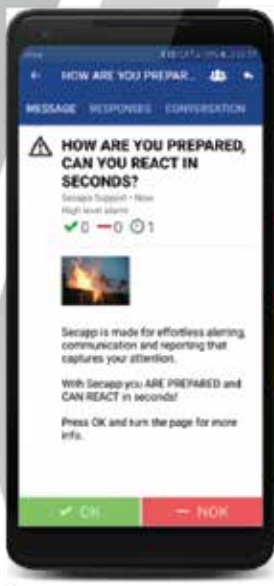 HOW ARE YOU PREPAR...
MESSAGE RESPONSES CONVERSATION
HOW ARE YOU PREPARED,
CAN YOU REACT IN
SECONDS?
Secapp Support • Now
High level alarm
0 0 1
Secapp is made for effortless alerting,
communication and reporting that
captures your attention.
With Secapp you ARE PREPARED and
CAN REACT in seconds!
Press OK and turn the page for more
info.
OK NOK